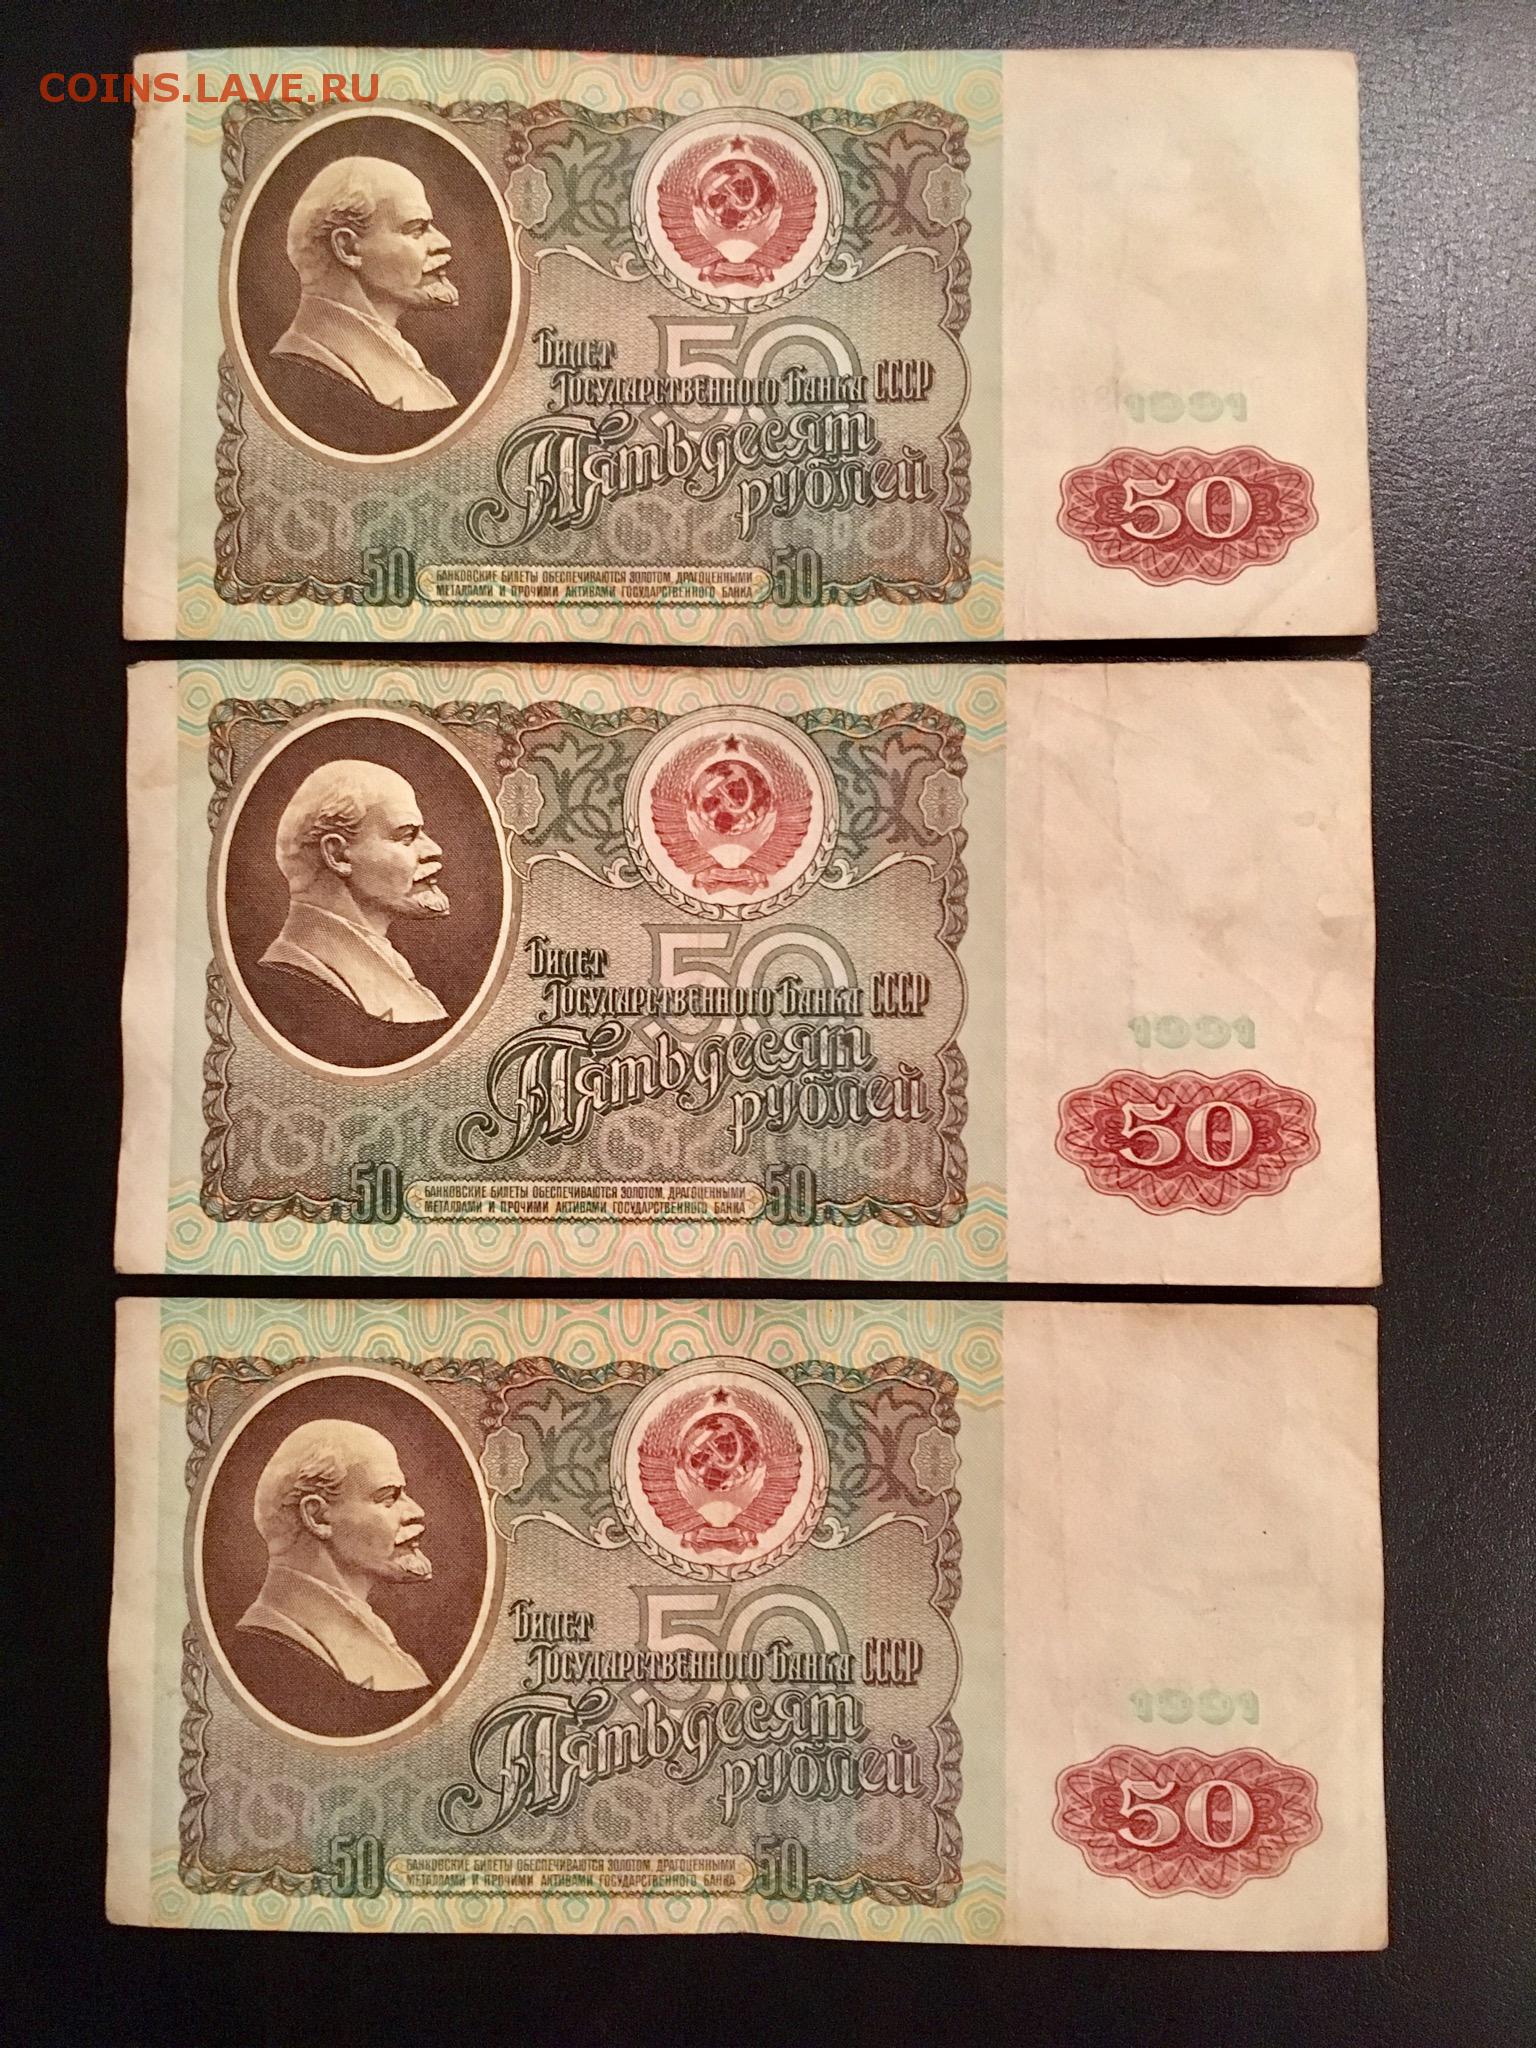 COINS.LAVE.RU
50
Билет
Государственного Банка СССР
Пятьдесят
рублей
1991
50
50
БАНКОВСКИЕ БИЛЕТЫ ОБЕСПЕЧИВАЮТСЯ ЗОЛОТОМ, ДРАГОЦЕННЫМИ
МЕТАЛЛАМИ И ПРОЧИМИ АКТИВАМИ ГОСУДАРСТВЕННОГО БАНКА
50
50
Билет
Государственного Банка СССР
Пятьдесят
рублей
1991
50
50
БАНКОВСКИЕ БИЛЕТЫ ОБЕСПЕЧИВАЮТСЯ ЗОЛОТОМ, ДРАГОЦЕННЫМИ
МЕТАЛЛАМИ И ПРОЧИМИ АКТИВАМИ ГОСУДАРСТВЕННОГО БАНКА
50
50
Билет
Государственного Банка СССР
Пятьдесят
рублей
1991
50
50
БАНКОВСКИЕ БИЛЕТЫ ОБЕСПЕЧИВАЮТСЯ ЗОЛОТОМ, ДРАГОЦЕННЫМИ
МЕТАЛЛАМИ И ПРОЧИМИ АКТИВАМИ ГОСУДАРСТВЕННОГО БАНКА
50